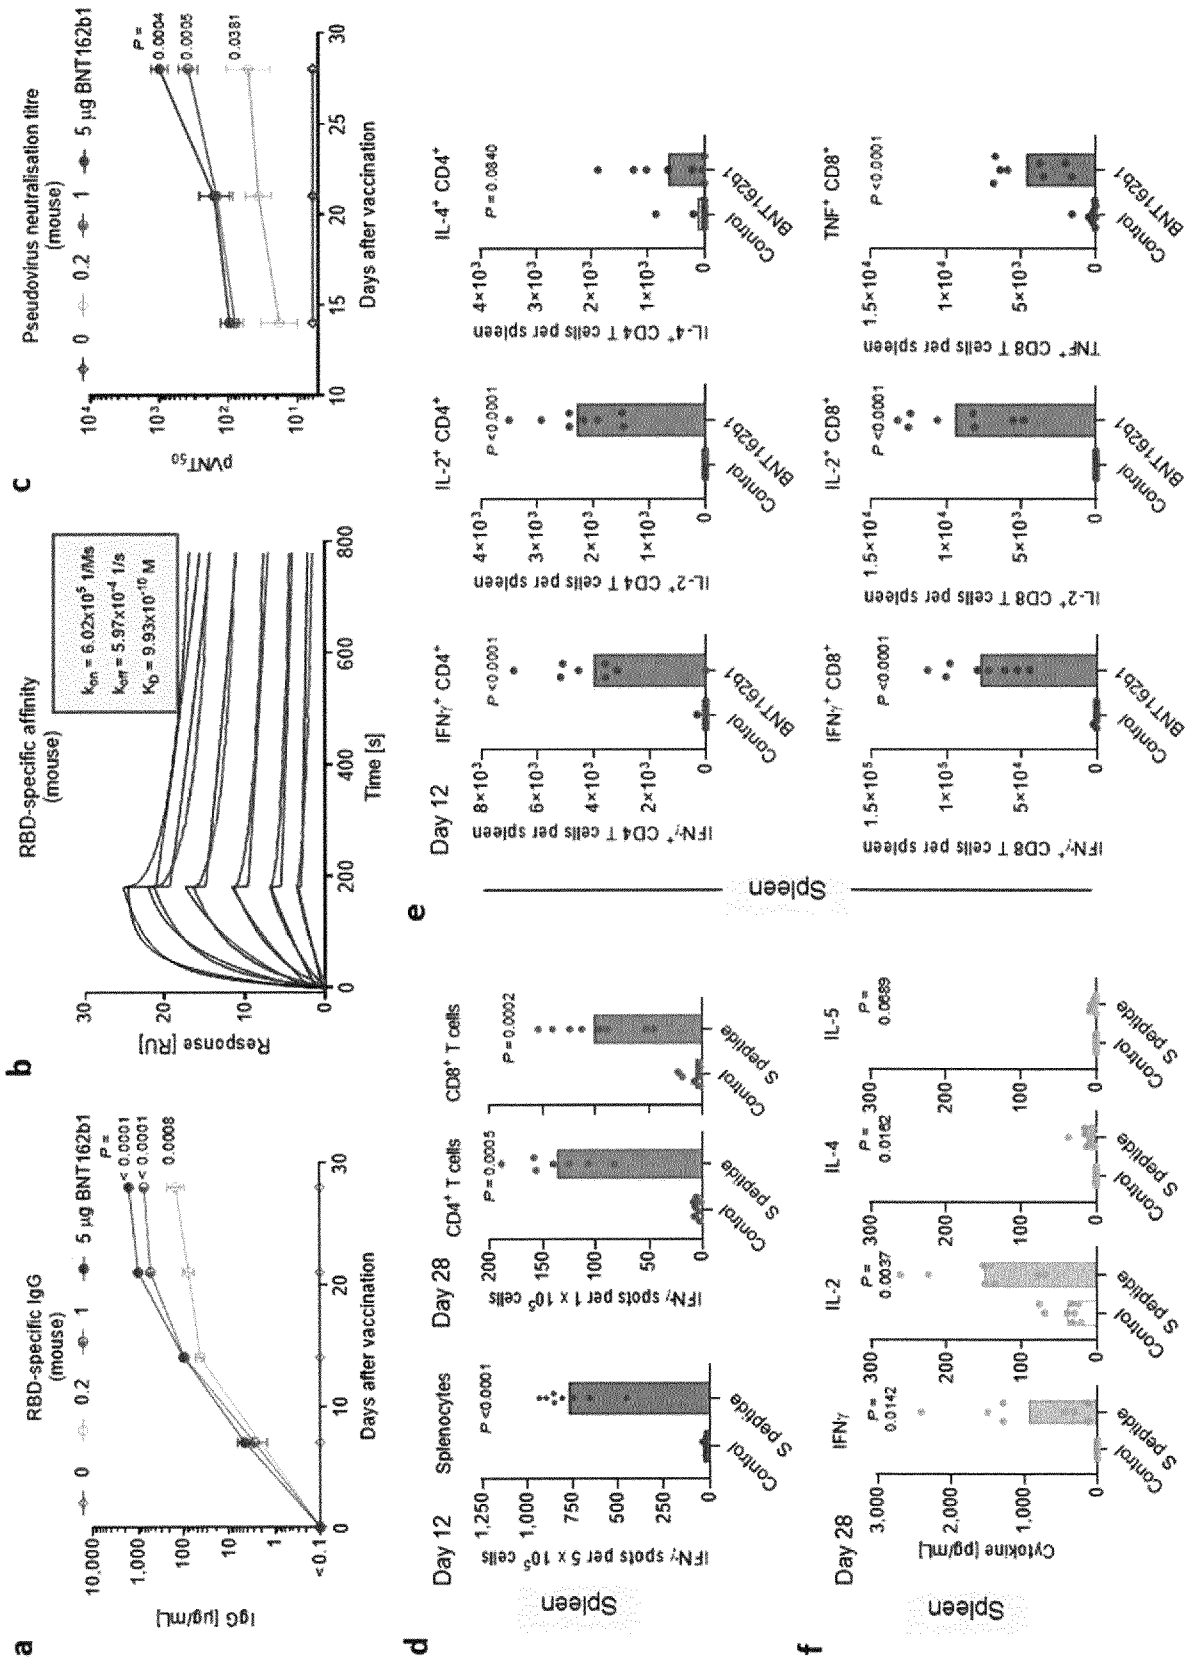 a
RBD-specific IgG
(mouse)
0 0.2 1 5 µg BNT162b1
IgG [µg/mL]
10,000
1,000
100
10
1
<0.1
P =
< 0.0001
< 0.0001
0.0008
0 10 20 30
Days after vaccination
b
RBD-specific affinity
(mouse)
Response [RU]
30
20
10
0
kon = 6.02x10⁵ 1/Ms
koff = 5.97x10⁻⁴ 1/s
KD = 9.93x10⁻¹⁰ M
0 200 400 600 800
Time [s]
c
Pseudovirus neutralisation titre
(mouse)
0 0.2 1 5 µg BNT162b1
pVNT₅₀
10⁴
10³
10²
10¹
P =
0.0004
0.0005
0.0381
10 15 20 25 30
Days after vaccination
d
Spleen
Day 12
Splenocytes
P <0.0001
IFNγ spots per 5 x 10⁵ cells
1,250
1,000
750
500
250
0
Control
S peptide
Day 28
CD4⁺ T cells
P = 0.0005
CD8⁺ T cells
P = 0.0002
IFNγ spots per 1 x 10⁵ cells
200
150
100
50
0
Control
S peptide
Control
S peptide
e
Spleen
Day 12
IFNγ⁺ CD4⁺
P <0.0001
IFNγ⁺ CD4 T cells per spleen
8×10³
6×10³
4×10³
2×10³
0
Control
BNT162b1
IL-2⁺ CD4⁺
P <0.0001
IL-2⁺ CD4 T cells per spleen
4×10³
3×10³
2×10³
1×10³
0
Control
BNT162b1
IL-4⁺ CD4⁺
P = 0.0840
IL-4⁺ CD4 T cells per spleen
4×10³
3×10³
2×10³
1×10³
0
Control
BNT162b1
IFNγ⁺ CD8⁺
P <0.0001
IFNγ⁺ CD8 T cells per spleen
1.5×10⁵
1×10⁵
5×10⁴
0
Control
BNT162b1
IL-2⁺ CD8⁺
P <0.0001
IL-2⁺ CD8 T cells per spleen
1.5×10⁴
1×10⁴
5×10³
0
Control
BNT162b1
TNF⁺ CD8⁺
P <0.0001
TNF⁺ CD8 T cells per spleen
1.5×10⁴
1×10⁴
5×10³
0
Control
BNT162b1
f
Spleen
Day 28
IFNγ
P =
0.0142
Cytokine [pg/mL]
3,000
2,000
1,000
0
Control
S peptide
IL-2
P =
0.0037
300
200
100
0
Control
S peptide
IL-4
P =
0.0162
300
200
100
0
Control
S peptide
IL-5
P =
0.0689
300
200
100
0
Control
S peptide